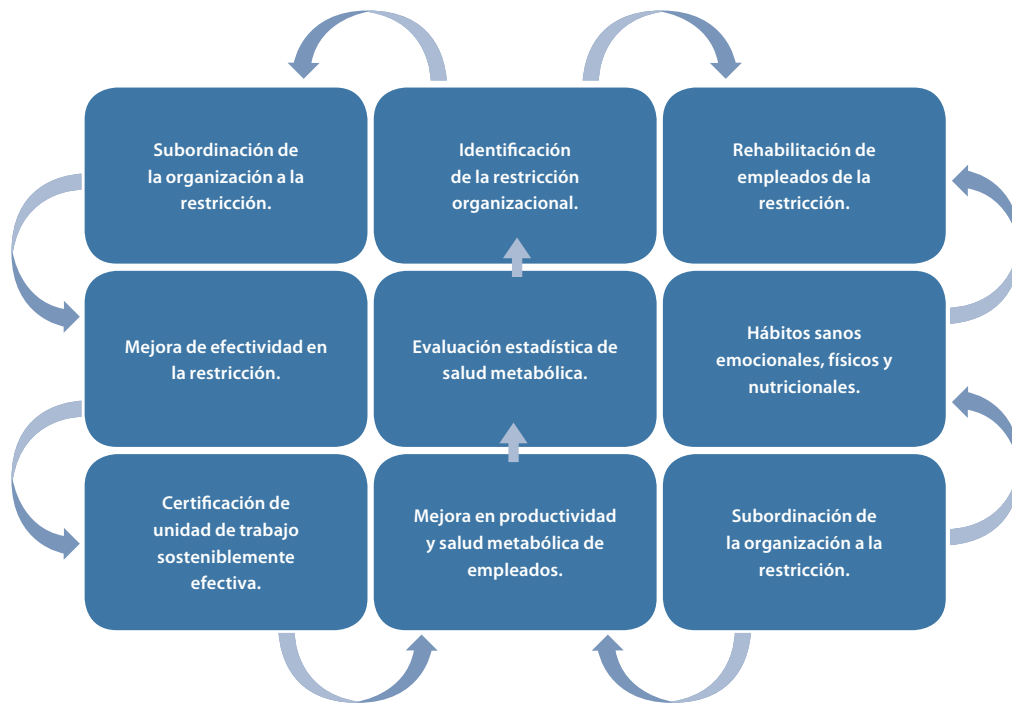 Subordinación de
la organización a la
restricción.
Identificación
de la restricción
organizacional.
Rehabilitación de
empleados de la
restricción.
Mejora de efectividad en
la restricción.
Evaluación estadística de
salud metabólica.
Hábitos sanos
emocionales, físicos y
nutricionales.
Certificación de
unidad de trabajo
sosteniblemente
efectiva.
Mejora en productividad
y salud metabólica de
empleados.
Subordinación de
la organización a la
restricción.